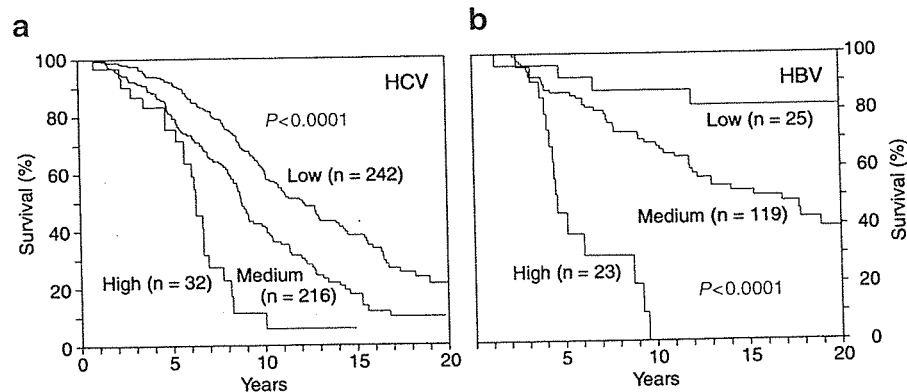 a
HCV
P<0.0001
Low (n = 242)
High (n = 32)
Medium
(n = 216)
Survival (%)
100
80
60
40
20
0
0
5
10
15
20
Years
b
HBV
Low (n = 25)
Medium (n = 119)
High (n = 23)
P<0.0001
5
10
15
20
Years
100
80
60
40
20
0
Survival (%)